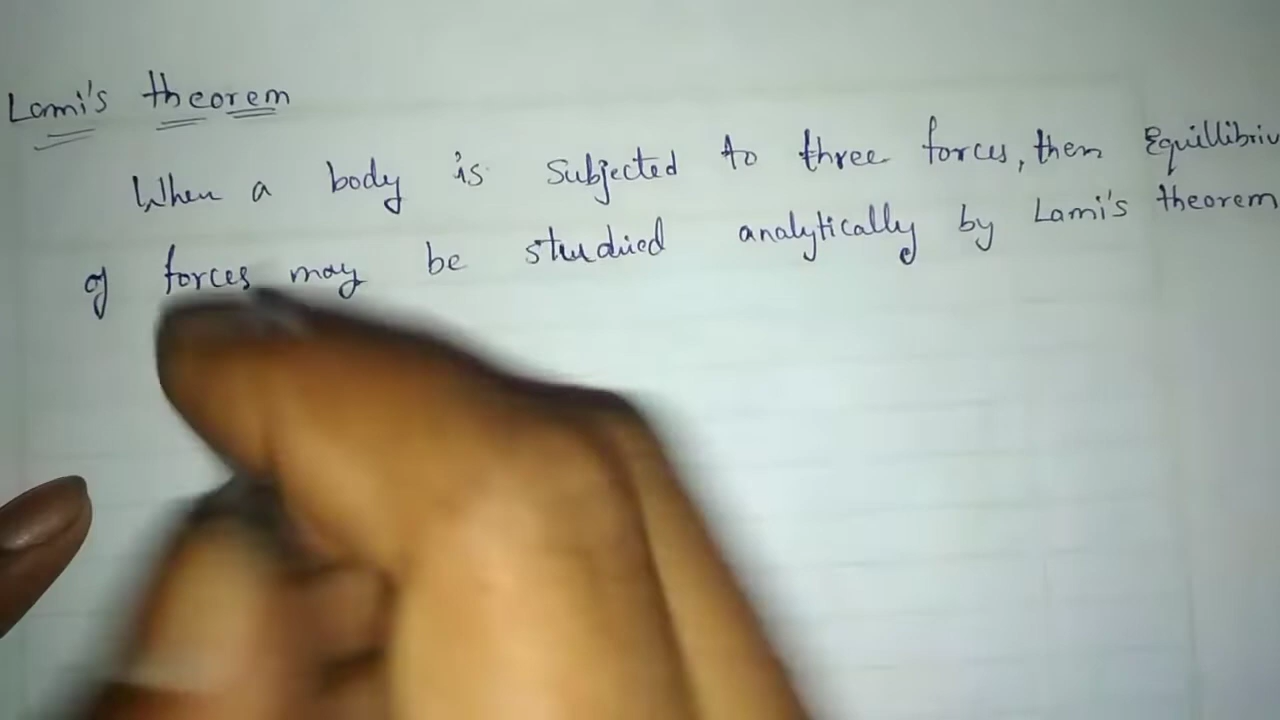 Lami's theorem
When a body is subjected to three forces, then Equillibriu
of forces may be studied analytically by Lami's theorem